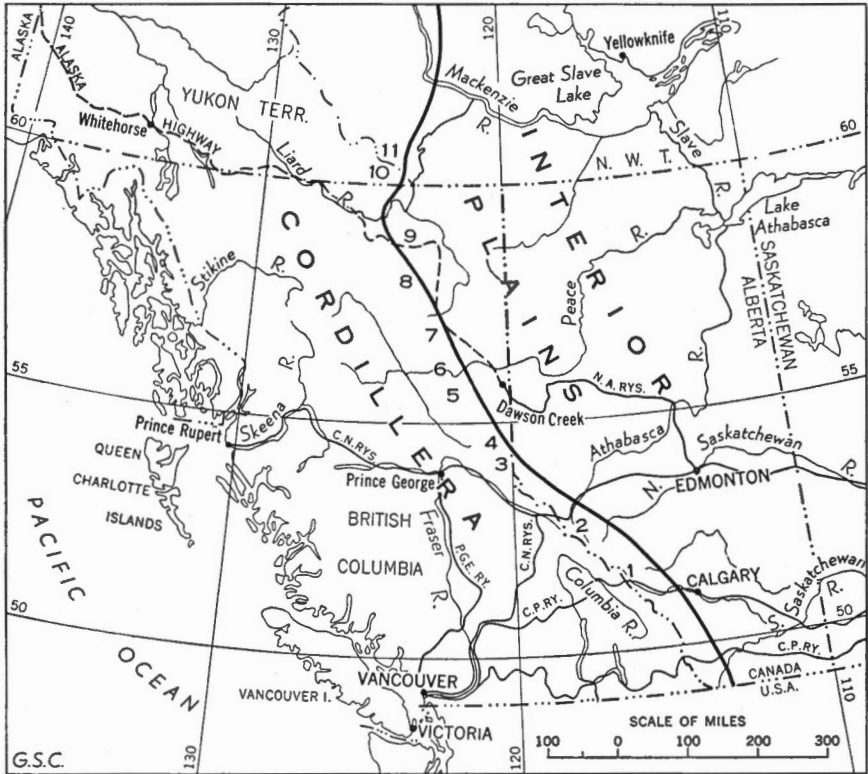 140
130
120
110
ALASKA
ALASKA
HIGHWAY
YUKON TERR.
Whitehorse
60
Mackenzie
R.
Great Slave
Lake
Yellowknife
Slave
R.
60
N. W. T.
Liard
R.
11
10
9
8
7
6
5
4
3
2
1
INTERIOR
PLAINS
CORDILLERA
Lake
Athabasca
SASKATCHEWAN
ALBERTA
Stikine
R.
Peace
R.
55
55
N.A. RYS.
Dawson Creek
R.
Prince Rupert
Skeena
R.
C.N.RYS
Athabasca
N.
Saskatchewan
R.
EDMONTON
QUEEN
CHARLOTTE
ISLANDS
Prince George
BRITISH
COLUMBIA
Fraser
R.
P.G.E. RY.
C.N.RYS.
C.P.RY.
Columbia R.
CALGARY
S. Saskatchewan
R.
C.P.RY.
PACIFIC
OCEAN
50
50
VANCOUVER
VANCOUVER I.
VICTORIA
CANADA
U.S.A.
SCALE OF MILES
100 0 100 200 300
G.S.C.
130
120
110